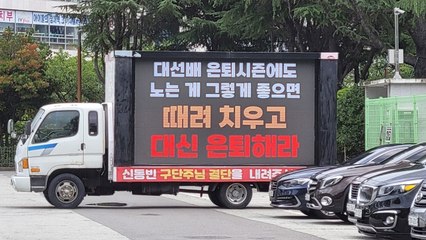 대선배 은퇴시즌에도
노는 게 그렇게 좋으면
때려 치우고
대신 은퇴해라
신동빈 구단주님 결단을 내려주